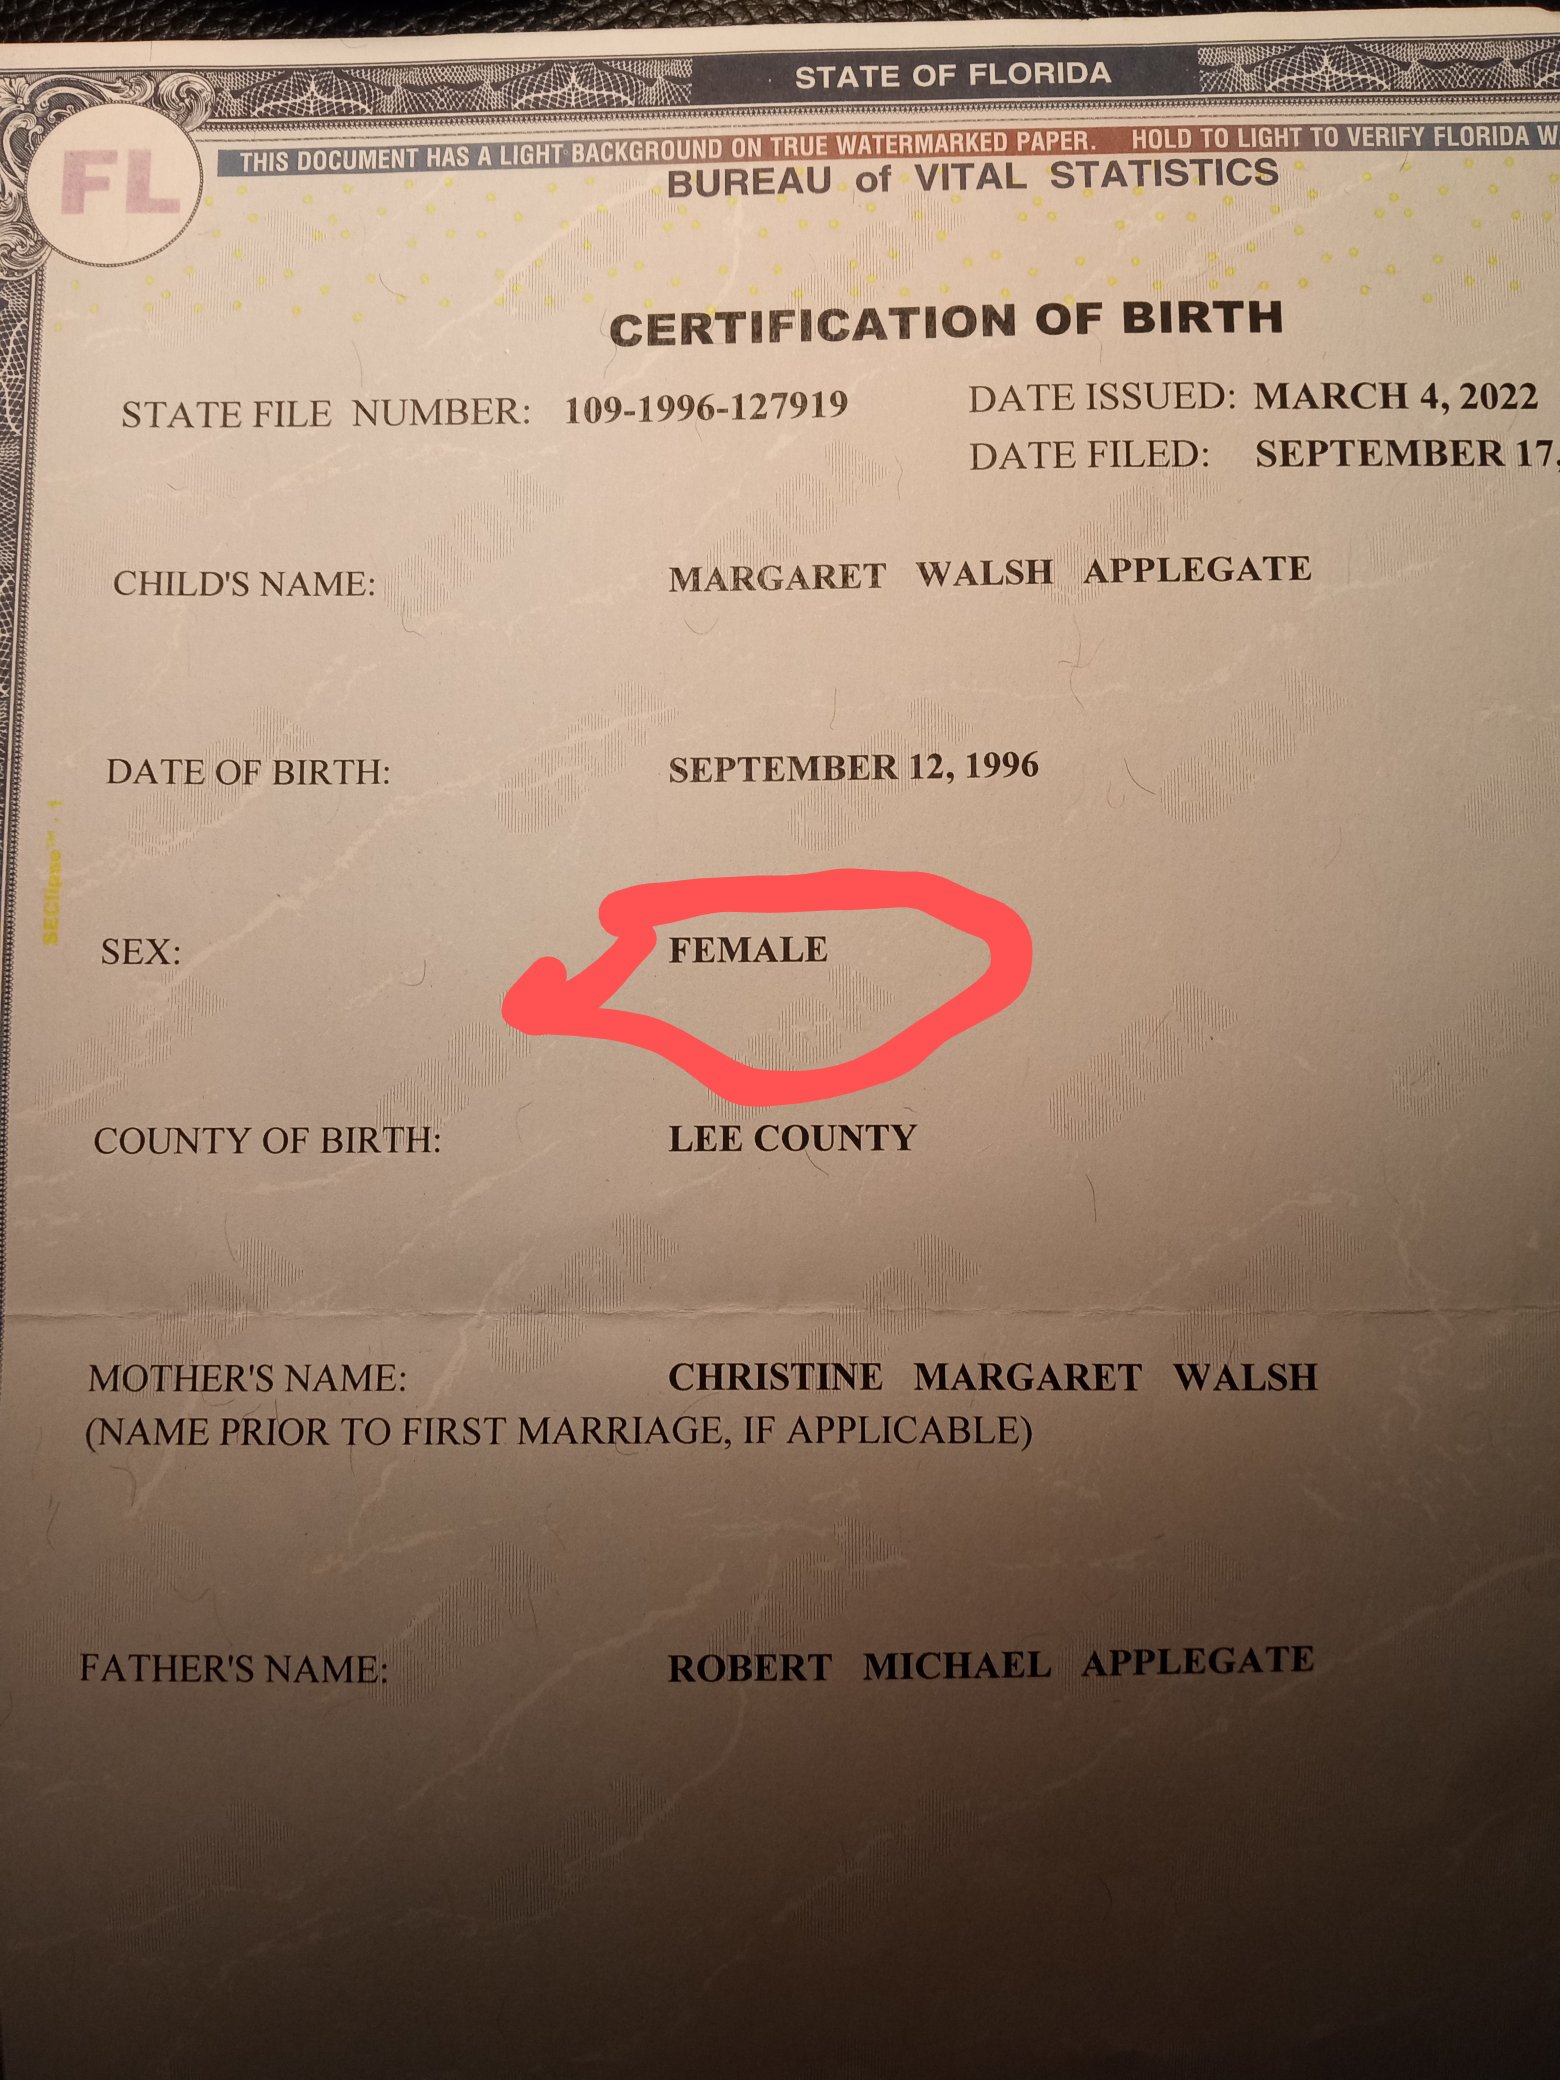 STATE OF FLORIDA
FL
THIS DOCUMENT HAS A LIGHT BACKGROUND ON TRUE WATERMARKED PAPER. HOLD TO LIGHT TO VERIFY FLORIDA
BUREAU of VITAL STATISTICS
CERTIFICATION OF BIRTH
STATE FILE NUMBER: 109-1996-127919 DATE ISSUED: MARCH 4, 2022
DATE FILED: SEPTEMBER 17,
CHILD'S NAME: MARGARET WALSH APPLEGATE
DATE OF BIRTH: SEPTEMBER 12, 1996
SEX: FEMALE
COUNTY OF BIRTH: LEE COUNTY
MOTHER'S NAME: CHRISTINE MARGARET WALSH
(NAME PRIOR TO FIRST MARRIAGE, IF APPLICABLE)
FATHER'S NAME: ROBERT MICHAEL APPLEGATE